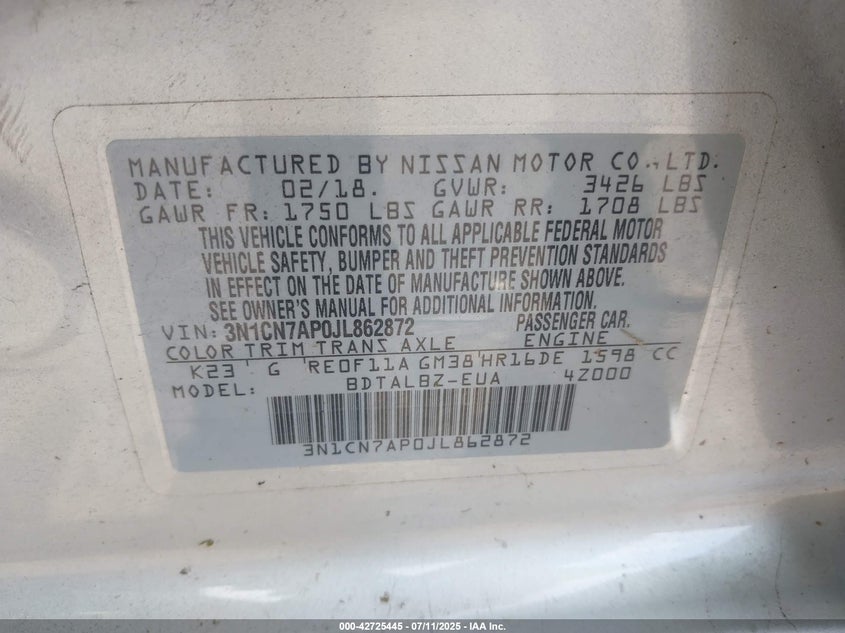 MANUFACTURED BY NISSAN MOTOR CO., LTD.
DATE: 02/18. GVWR: 3426 LBS
GAWR FR: 1750 LBS GAWR RR: 1708 LBS
THIS VEHICLE CONFORMS TO ALL APPLICABLE FEDERAL MOTOR
VEHICLE SAFETY, BUMPER AND THEFT PREVENTION STANDARDS
IN EFFECT ON THE DATE OF MANUFACTURE SHOWN ABOVE.
SEE OWNER'S MANUAL FOR ADDITIONAL INFORMATION.
VIN: 3N1CN7AP0JL862872 PASSENGER CAR.
COLOR TRIM TRANS AXLE ENGINE
K23 G RE0F11A GM38 HR16DE 1598 CC
MODEL: BDTALBZ-EUA 4Z000
3N1CN7AP0JL862872
000-42725445 - 07/11/2025 - IAA Inc.